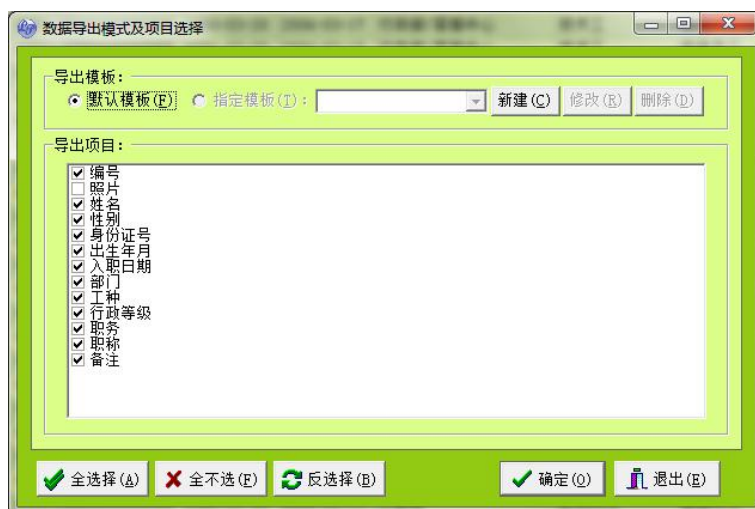 数据导出模式及项目选择
导出模板：
默认模板(F) 指定模板(T)： 新建(C) 修改(R) 删除(D)
导出项目：
编号
照片
姓名
性别
身份证号
出生年月
入职日期
部门
工种
行政等级
职务
职称
备注
全选择(A) 全不选(F) 反选择(B) 确定(O) 退出(E)